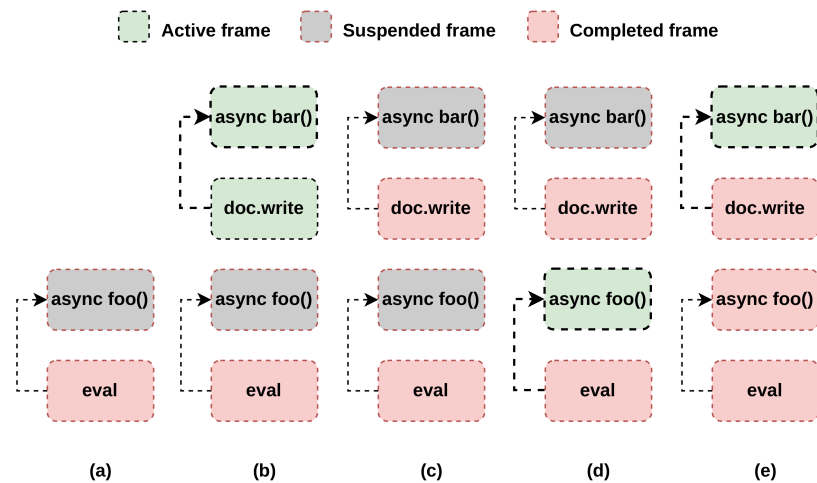 Active frame Suspended frame Completed frame
async bar() async bar() async bar() async bar()
doc.write doc.write doc.write doc.write
async foo() async foo() async foo() async foo() async foo()
eval eval eval eval eval
(a) (b) (c) (d) (e)